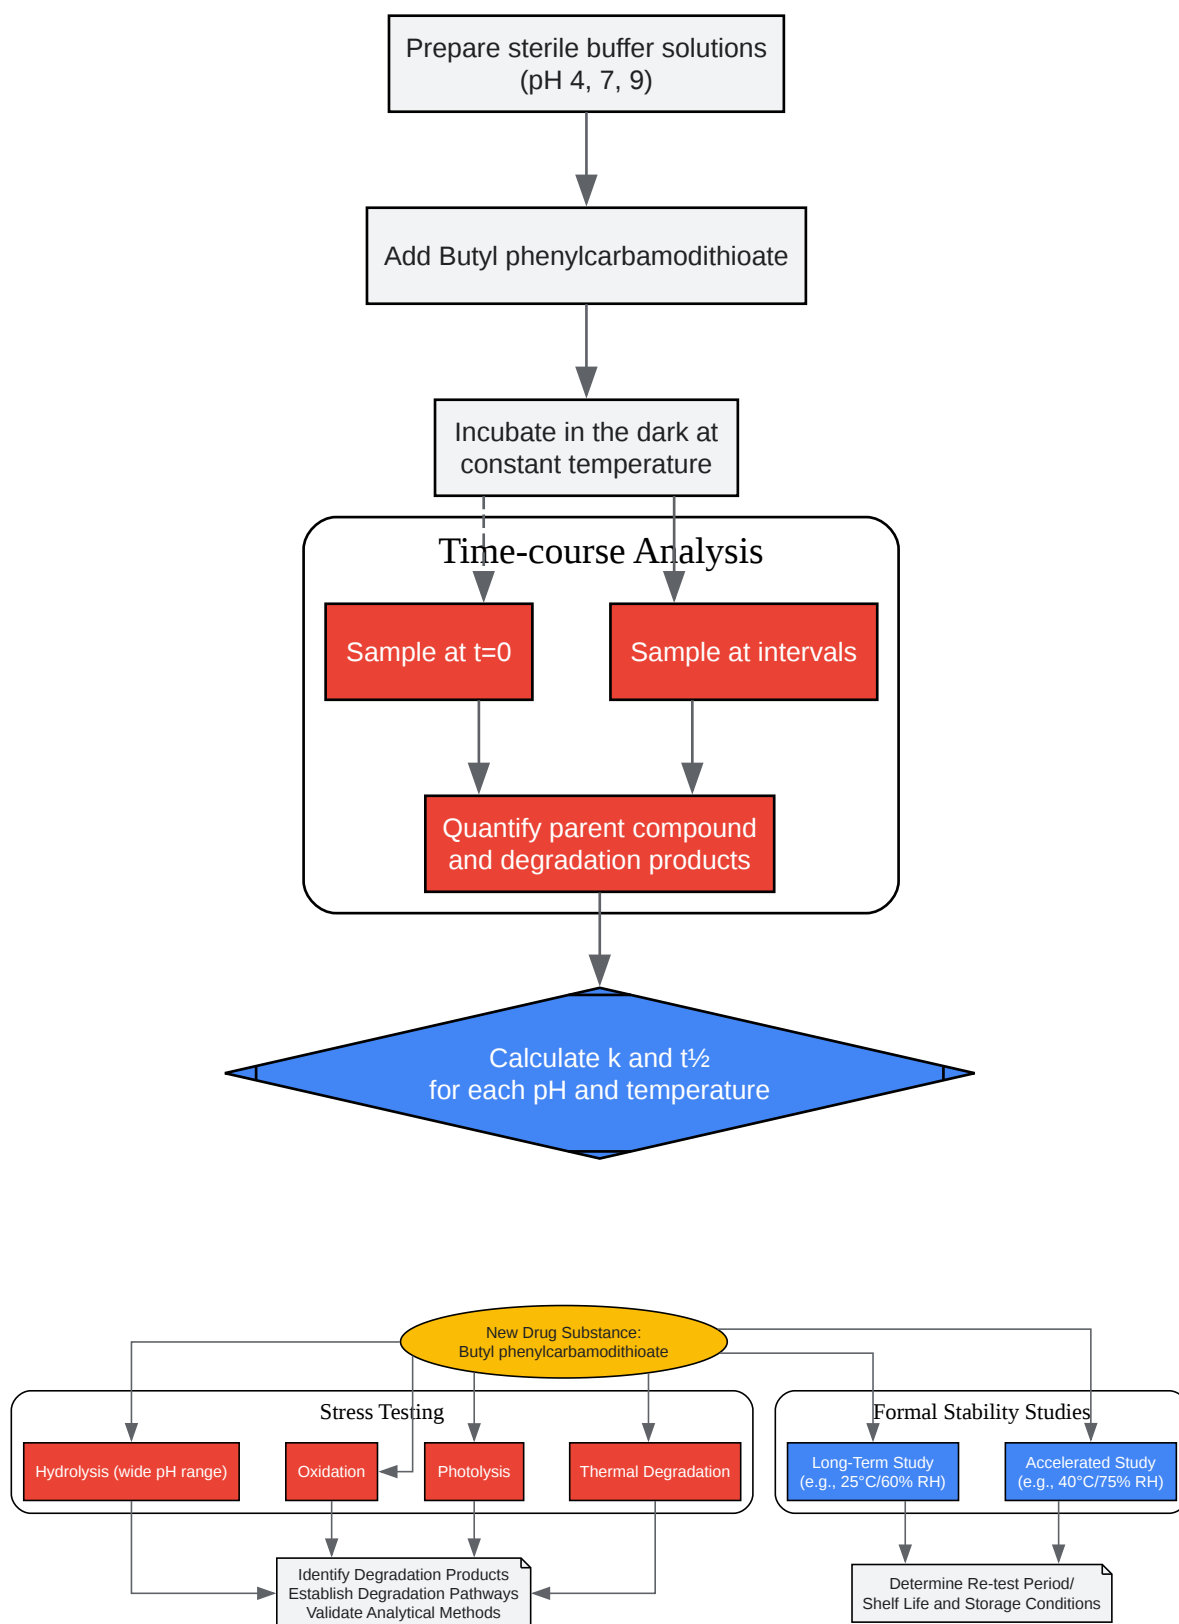 Prepare sterile buffer solutions
(pH 4, 7, 9)
Add Butyl phenylcarbamodithioate
Incubate in the dark at
constant temperature
Time-course Analysis
Sample at t=0
Sample at intervals
Quantify parent compound
and degradation products
Calculate k and t½
for each pH and temperature
New Drug Substance:
Butyl phenylcarbamodithioate
Stress Testing
Formal Stability Studies
Hydrolysis (wide pH range)
Oxidation
Photolysis
Thermal Degradation
Long-Term Study
(e.g., 25°C/60% RH)
Accelerated Study
(e.g., 40°C/75% RH)
Identify Degradation Products
Establish Degradation Pathways
Validate Analytical Methods
Determine Re-test Period/
Shelf Life and Storage Conditions